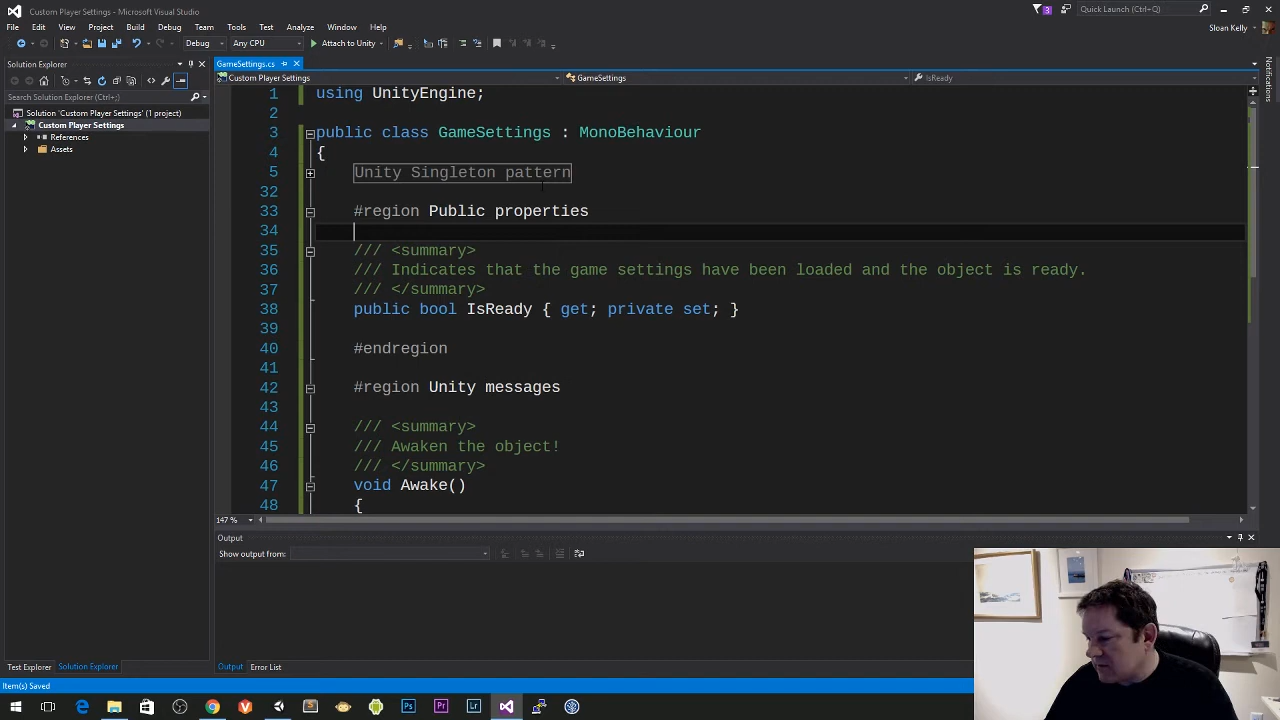 Custom Player Settings - Microsoft Visual Studio
3
Quick Launch (Ctrl+Q)
File Edit View Project Build Debug Team Tools Test Analyze Window Help
Sloan Kelly
Debug Any CPU Attach to Unity
Solution Explorer
GameSettings.cs
Custom Player Settings GameSettings IsReady
Search Solution Explorer (Ctrl+;)
Solution 'Custom Player Settings' (1 project)
Custom Player Settings
References
Assets
Notifications
1 using UnityEngine;
2
3 public class GameSettings : MonoBehaviour
4 {
5 Unity Singleton pattern
32
33 #region Public properties
34
35 /// <summary>
36 /// Indicates that the game settings have been loaded and the object is ready.
37 /// </summary>
38 public bool IsReady { get; private set; }
39
40 #endregion
41
42 #region Unity messages
43
44 /// <summary>
45 /// Awaken the object!
46 /// </summary>
47 void Awake()
48 {
147 %
Output
Show output from:
Test Explorer Solution Explorer Output Error List
Item(s) Saved
Ps Pr Lr